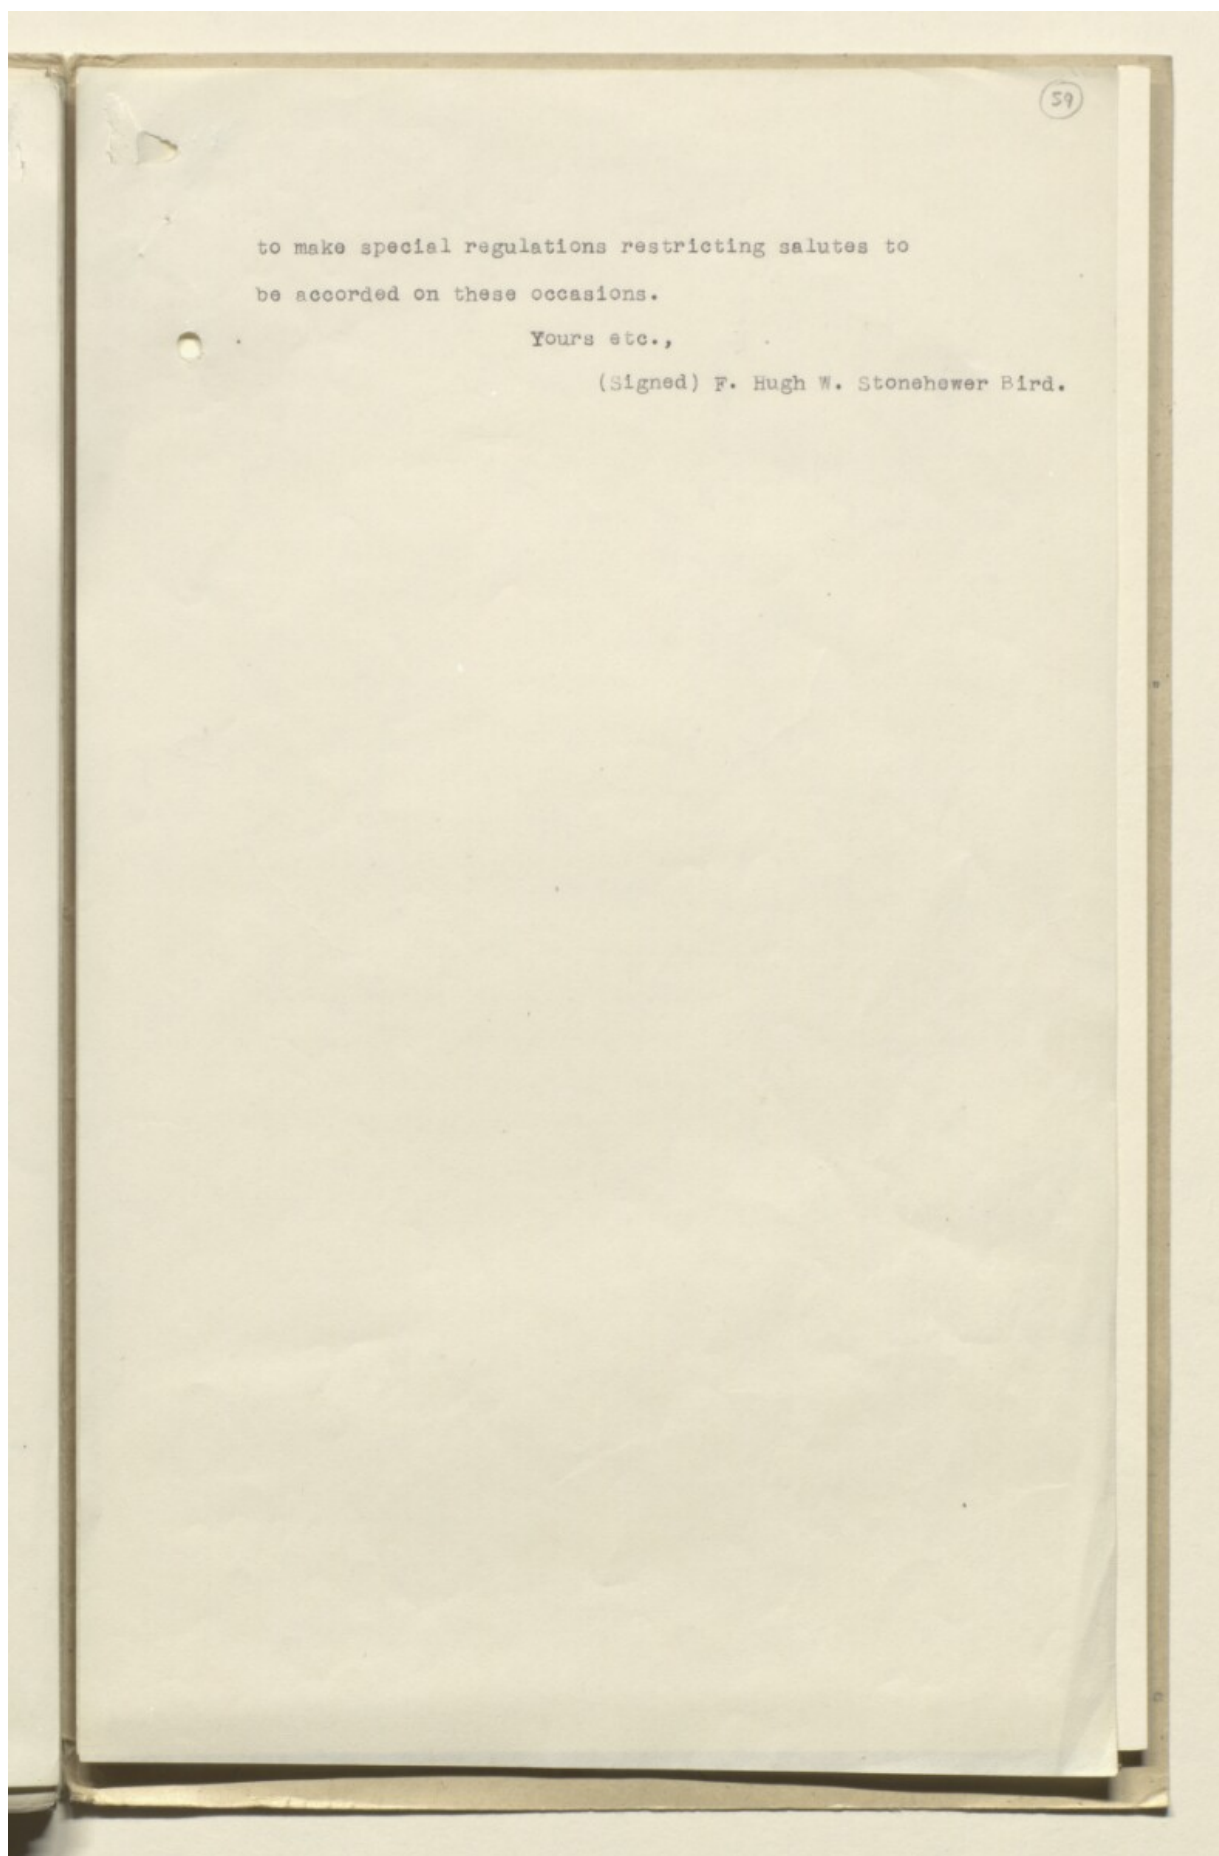 59
to make special regulations restricting salutes to
be accorded on these occasions.
Yours etc.,
(Signed) F. Hugh W. Stonehewer Bird.